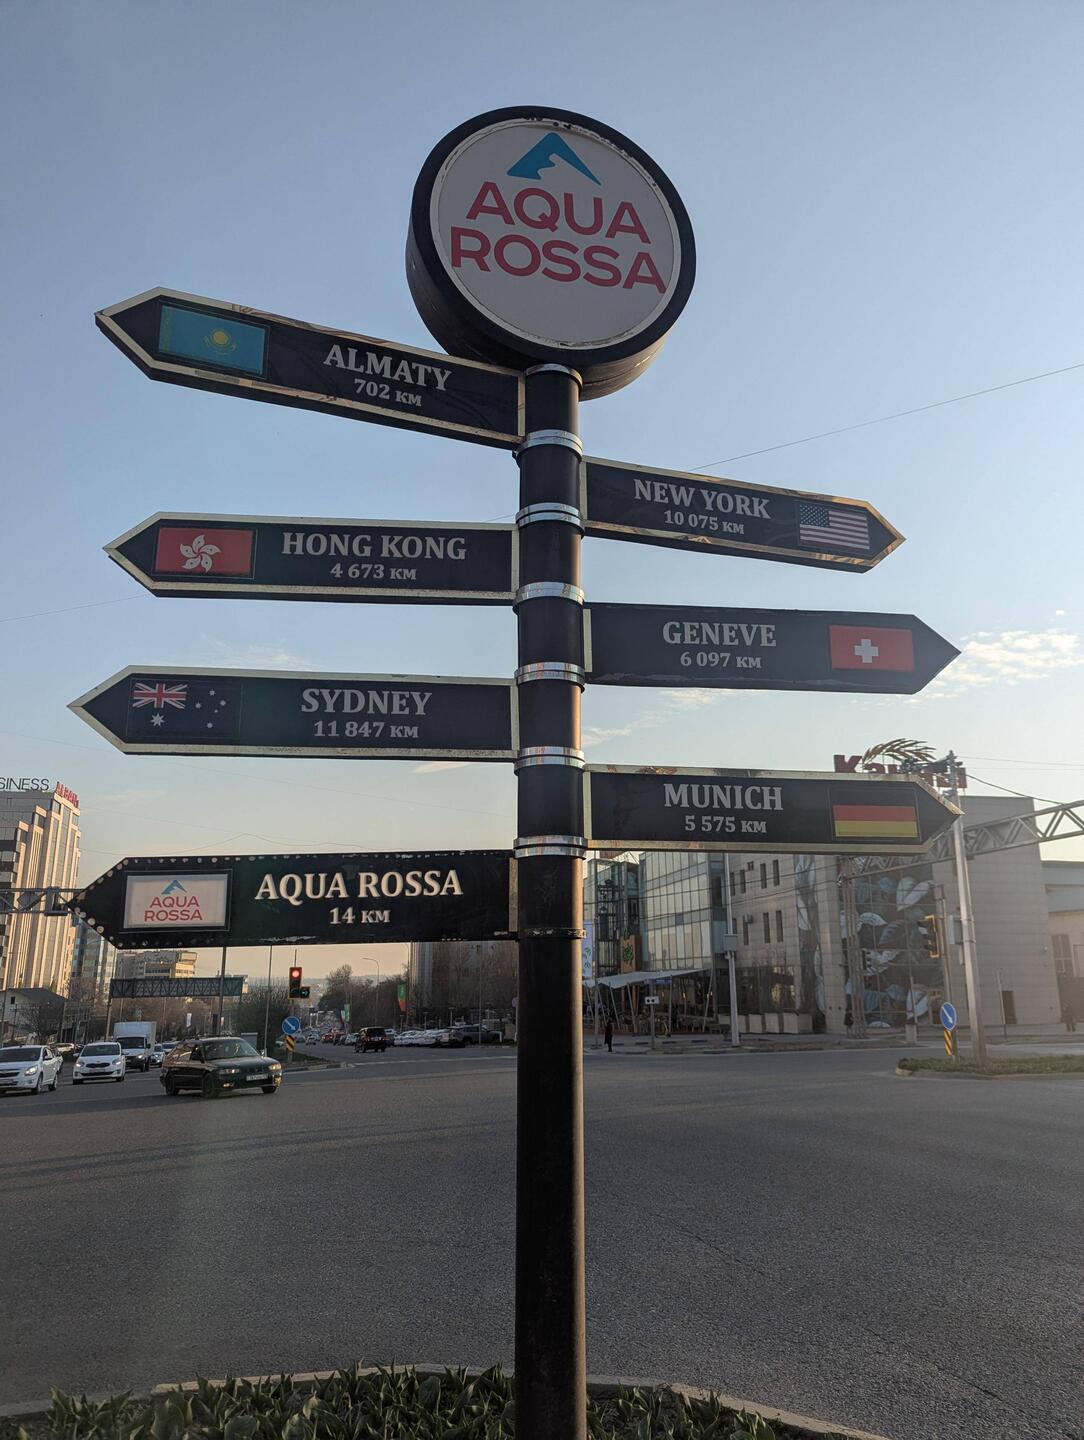 AQUA
ROSSA
ALMATY
702 КМ
NEW YORK
10 075 КМ
HONG KONG
4 673 КМ
GENEVE
6 097 КМ
SYDNEY
11 847 КМ
MUNICH
5 575 КМ
AQUA
ROSSA
AQUA ROSSA
14 КМ